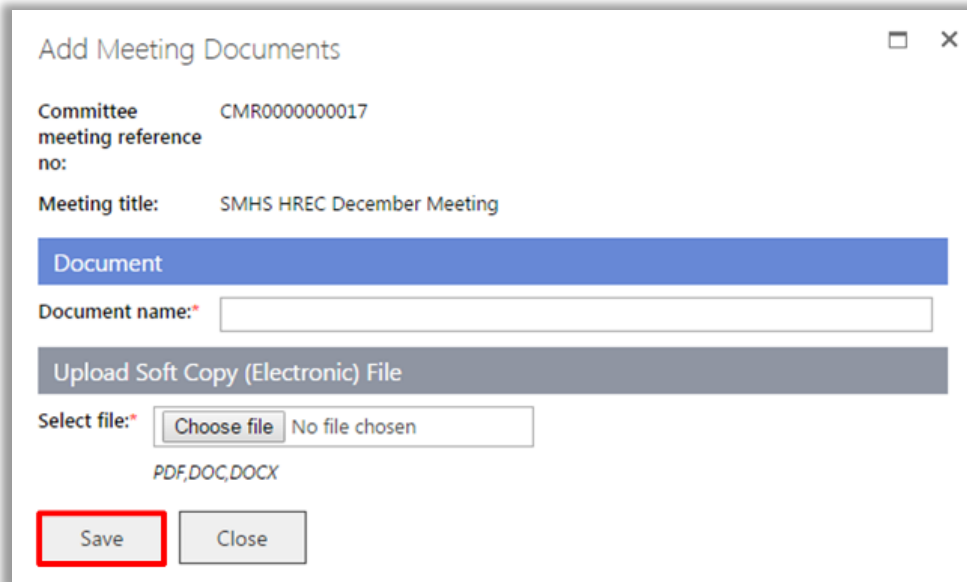 Add Meeting Documents
Committee meeting reference no:
CMR0000000017
Meeting title: SMHS HREC December Meeting
Document
Document name:*
Upload Soft Copy (Electronic) File
Select file:* Choose file No file chosen
PDF,DOC,DOCX
Save Close